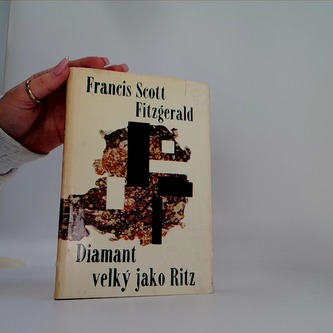 Francis Scott
Fitzgerald
Diamant
velký jako Ritz